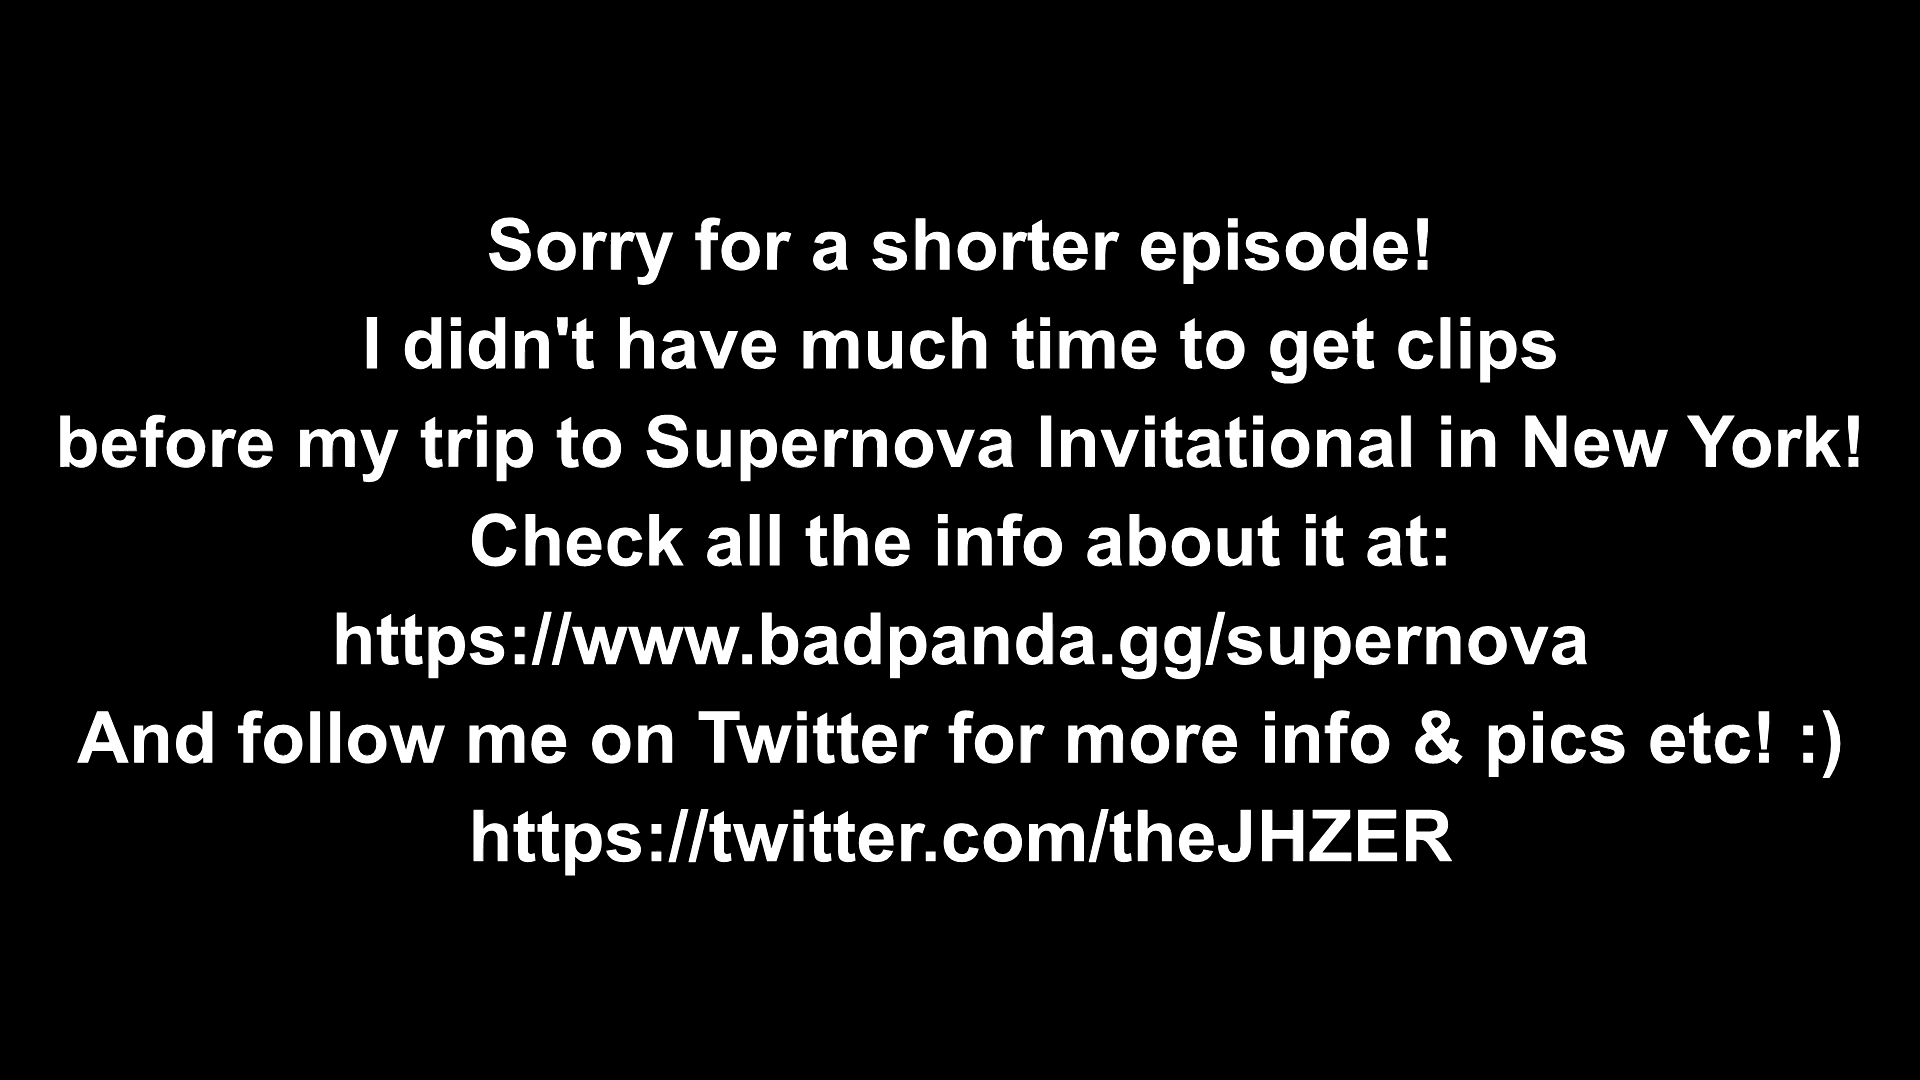 Sorry for a shorter episode!
I didn't have much time to get clips
before my trip to Supernova Invitational in New York!
Check all the info about it at:
https://www.badpanda.gg/supernova
And follow me on Twitter for more info & pics etc! :)
https://twitter.com/theJHZER